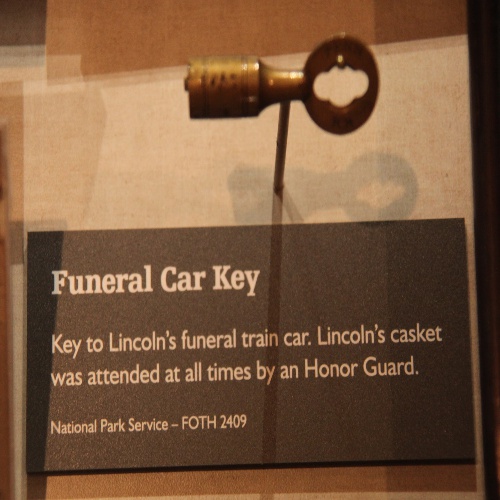 Funeral Car Key
Key to Lincoln's funeral train car. Lincoln's casket
was attended at all times by an Honor Guard.
National Park Service – FOTH 2409